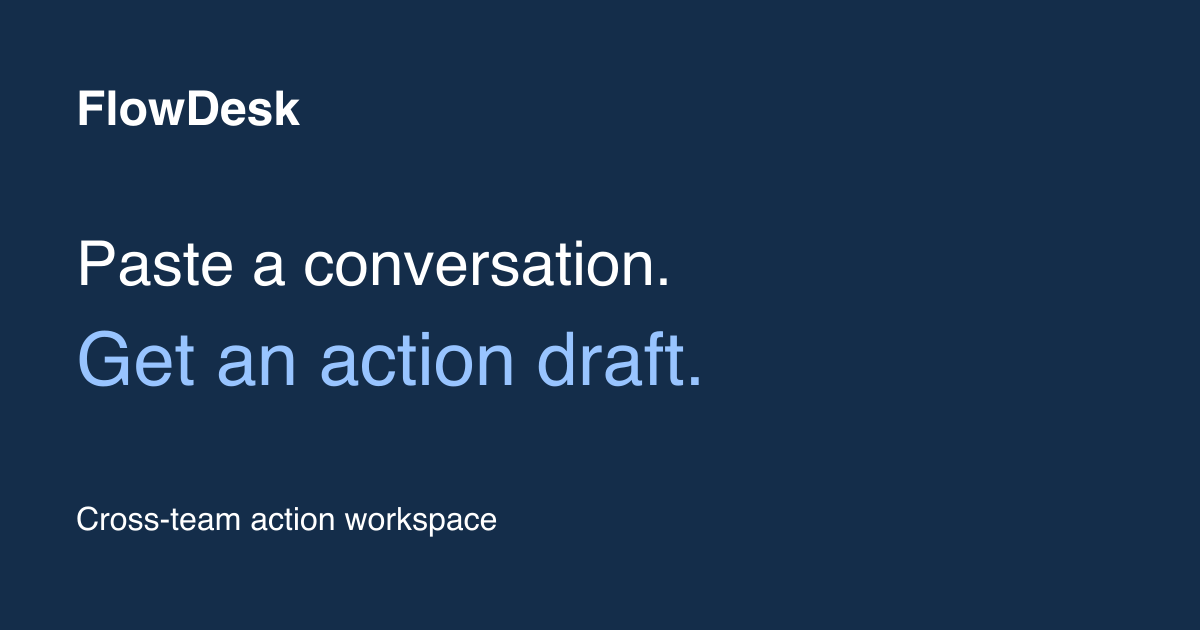 FlowDesk
Paste a conversation.
Get an action draft.
Cross-team action workspace